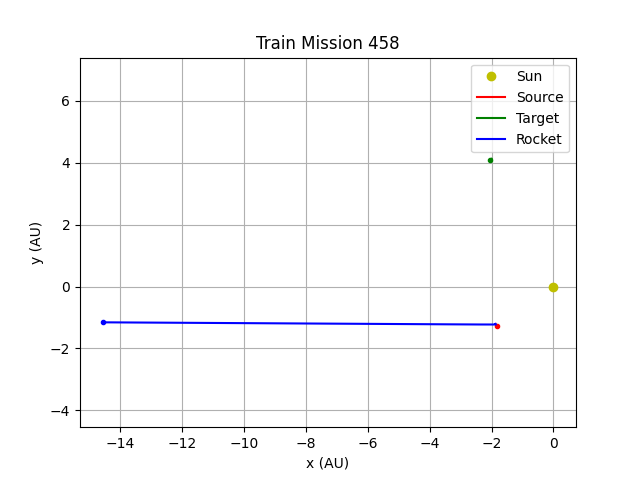 Train Mission 458
Sun
Source
Target
Rocket
6
4
2
0
−2
−4
y (AU)
−14
−12
−10
−8
−6
−4
−2
0
x (AU)